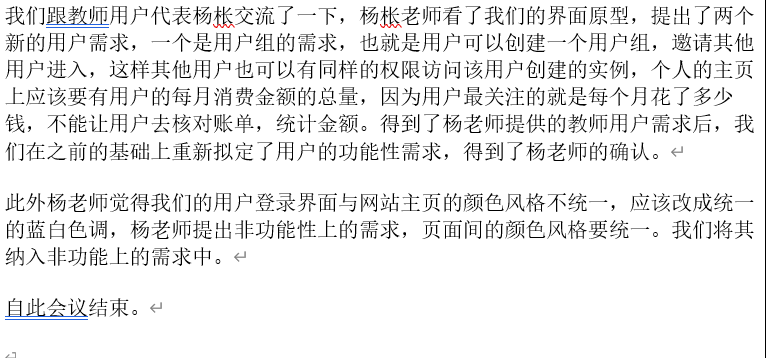 我们跟教师用户代表杨枨交流了一下，杨枨老师看了我们的界面原型，提出了两个
新的用户需求，一个是用户组的需求，也就是用户可以创建一个用户组，邀请其他
用户进入，这样其他用户也可以有同样的权限访问该用户创建的实例，个人的主页
上应该要有用户的每月消费金额的总量，因为用户最关注的就是每个月花了多少
钱，不能让用户去核对账单，统计金额。得到了杨老师提供的教师用户需求后，我
们在之前的基础上重新拟定了用户的功能性需求，得到了杨老师的确认。
此外杨老师觉得我们的用户登录界面与网站主页的颜色风格不统一，应该改成统一
的蓝白色调，杨老师提出非功能性上的需求，页面间的颜色风格要统一。我们将其
纳入非功能上的需求中。
自此会议结束。